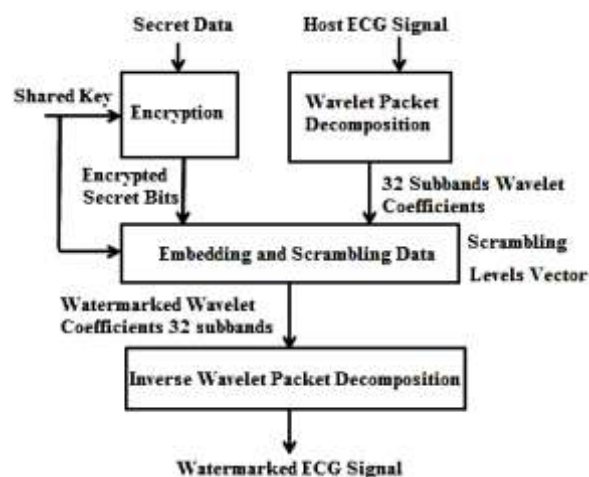 Secret Data
Host ECG Signal
Shared Key
Encryption
Wavelet Packet
Decomposition
Encrypted
Secret Bits
32 Subbands Wavelet
Coefficients
Embedding and Scrambling Data
Scrambling
Levels Vector
Watermarked Wavelet
Coefficients 32 subbands
Inverse Wavelet Packet Decomposition
Watermarked ECG Signal